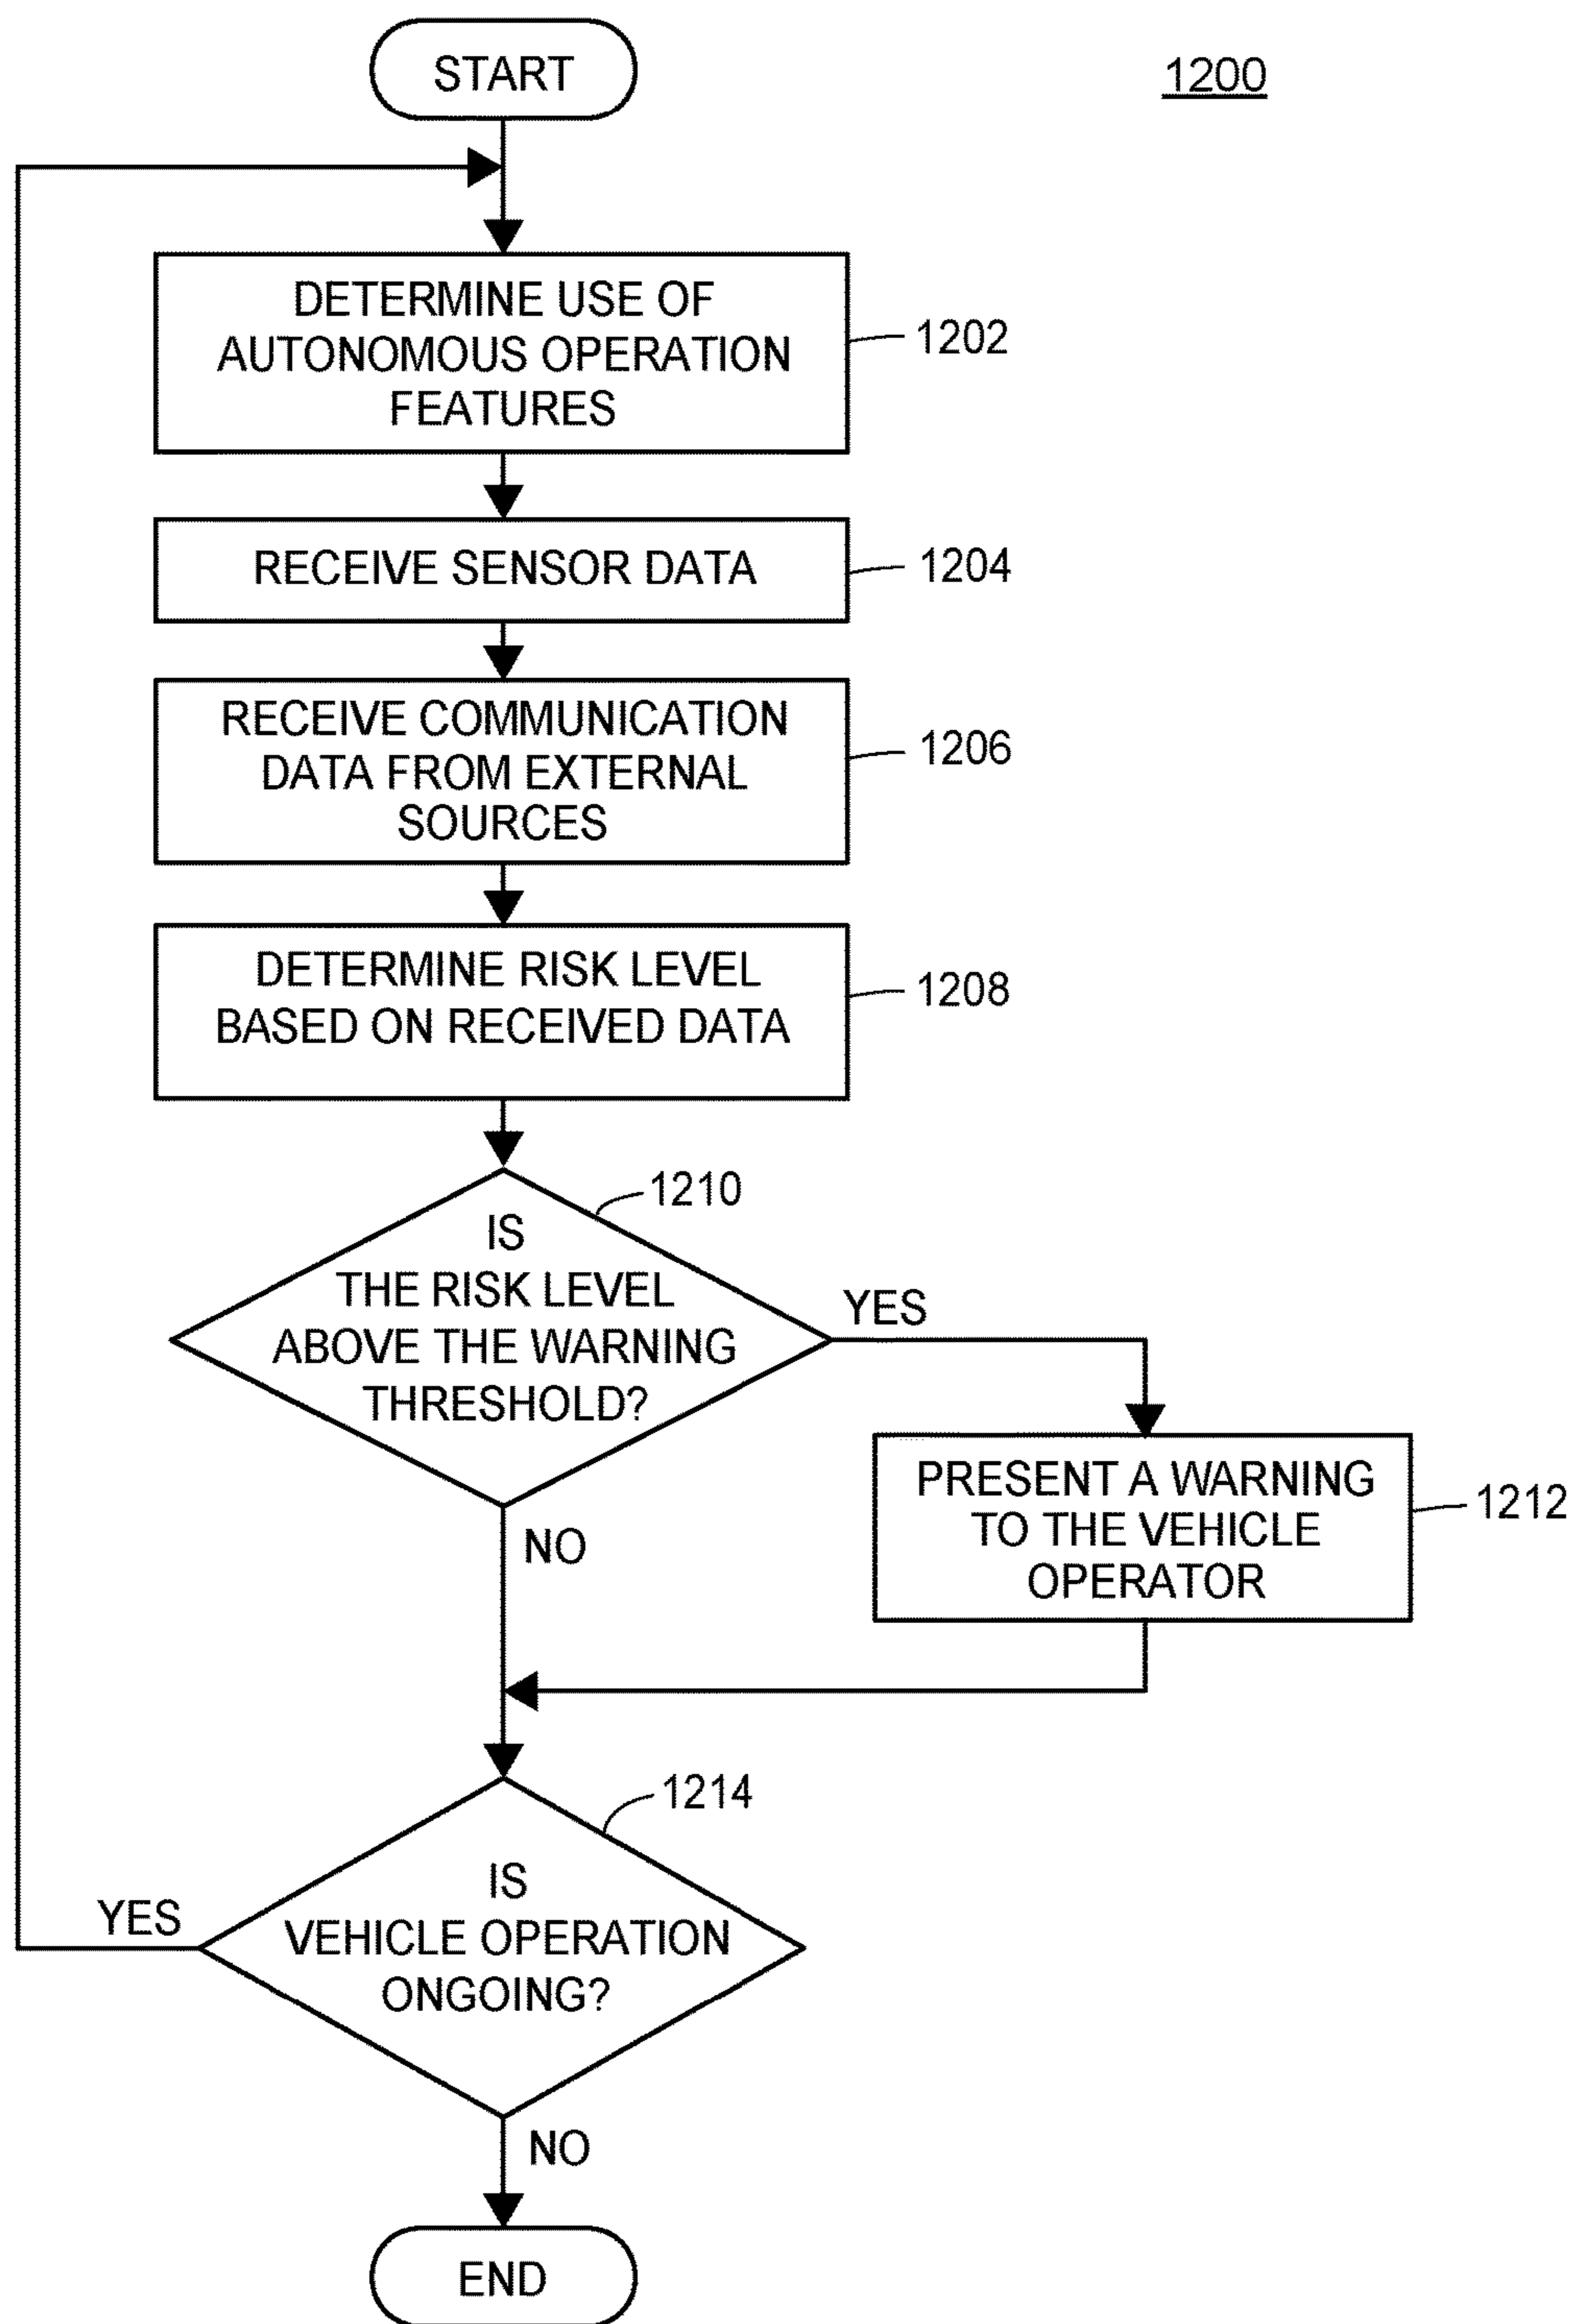 START
1200
DETERMINE USE OF
AUTONOMOUS OPERATION
FEATURES
1202
RECEIVE SENSOR DATA
1204
RECEIVE COMMUNICATION
DATA FROM EXTERNAL
SOURCES
1206
DETERMINE RISK LEVEL
BASED ON RECEIVED DATA
1208
1210
IS
THE RISK LEVEL
ABOVE THE WARNING
THRESHOLD?
YES
NO
PRESENT A WARNING
TO THE VEHICLE
OPERATOR
1212
1214
IS
VEHICLE OPERATION
ONGOING?
YES
NO
END